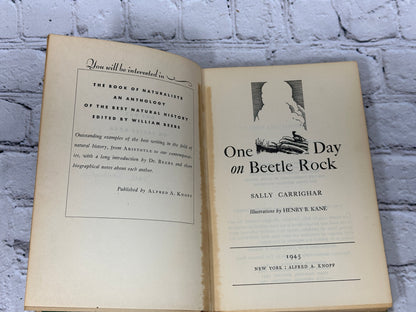 You will be interested in
THE BOOK OF NATURALISTS
AN ANTHOLOGY
OF THE BEST NATURAL HISTORY
EDITED BY WILLIAM BEEBE
Outstanding examples of the best writing in the field of
natural history, from ARISTOTLE to our contemporar-
ies, with a long introduction by DR. BEEBE and short
biographical notes about each author.
Published by ALFRED A. KNOPF
One Day
on Beetle Rock
SALLY CARRIGHAR
Illustrations by HENRY B. KANE
1945
NEW YORK : ALFRED A. KNOPF